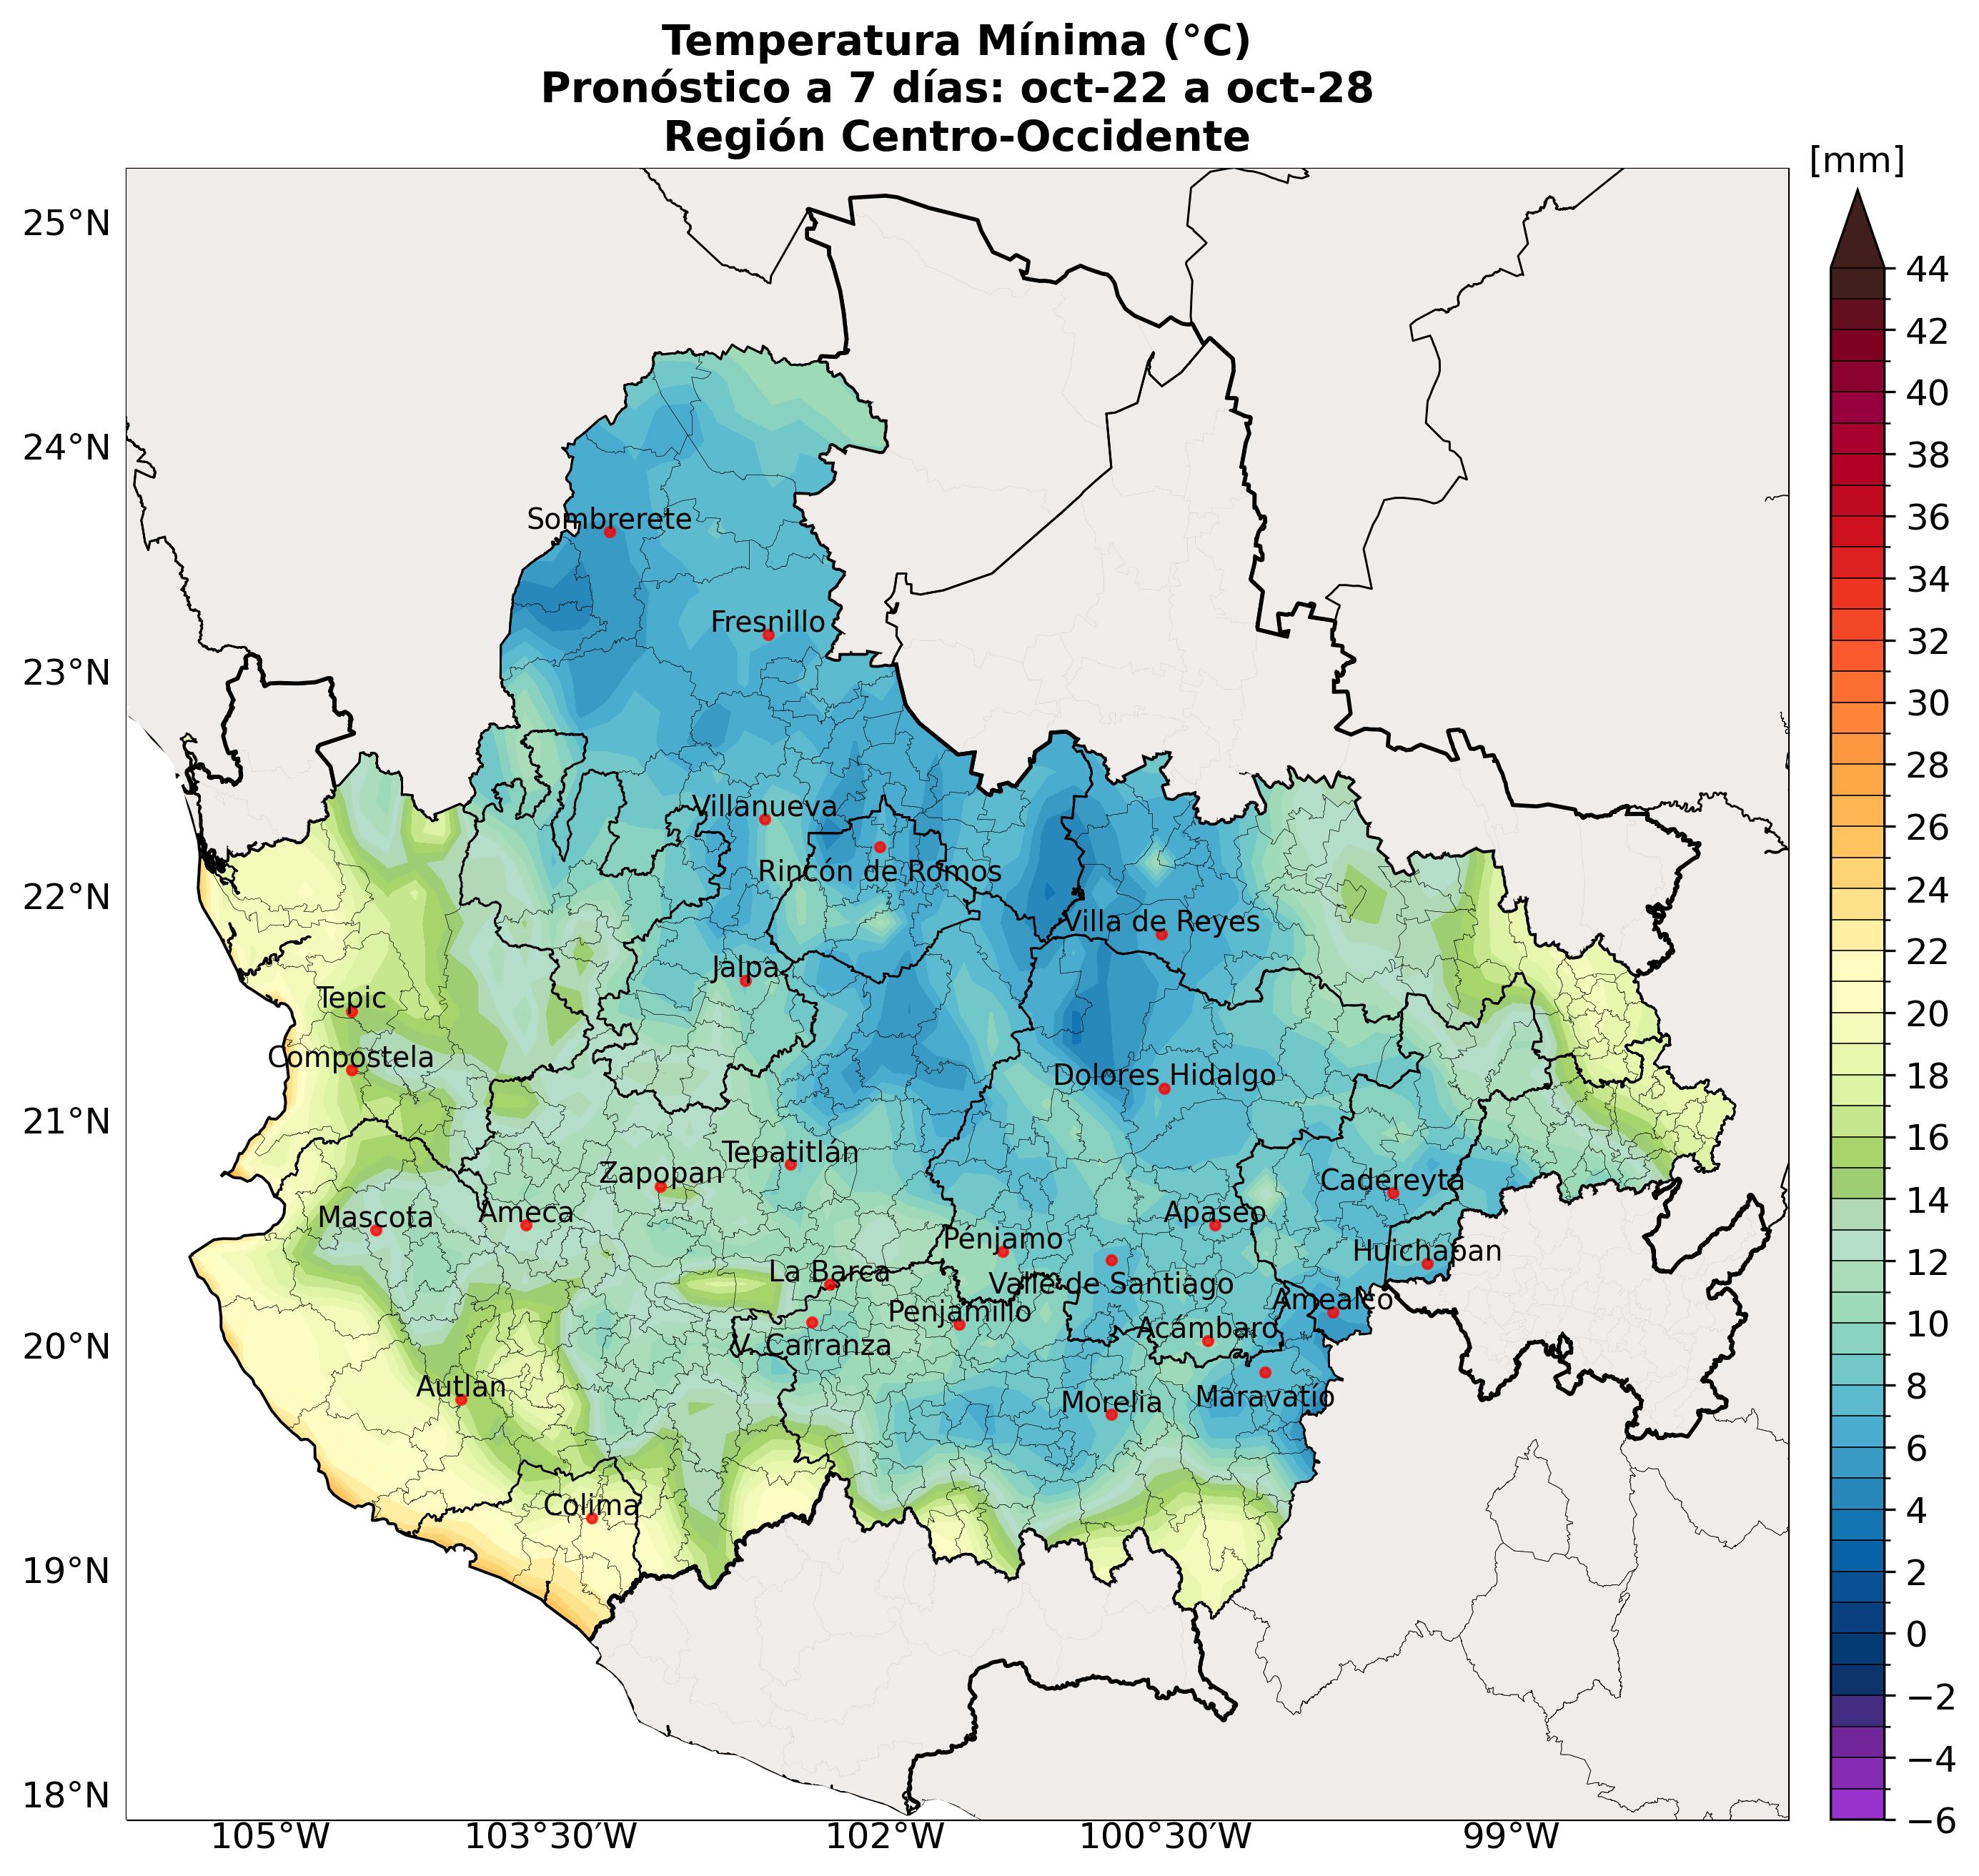 Temperatura Mínima (°C)
Pronóstico a 7 días: oct-22 a oct-28
Región Centro-Occidente
[mm]
25°N
24°N
23°N
22°N
21°N
20°N
19°N
18°N
Sombrerete
Fresnillo
Villanueva
Rincón de Romos
Villa de Reyes
Jalpa
Tepic
Compostela
Dolores Hidalgo
Tepatitlán
Zapopan
Cadereyta
Mascota
Ameca
Apaseo
Pénjamo
Huichapan
La Barca
Valle de Santiago
Amealco
Penjamillo
Acámbaro
V. Carranza
Autlan
Morelia
Maravatío
Colima
105°W
103°30'W
102°W
100°30'W
99°W
44
42
40
38
36
34
32
30
28
26
24
22
20
18
16
14
12
10
8
6
4
2
0
−2
−4
−6